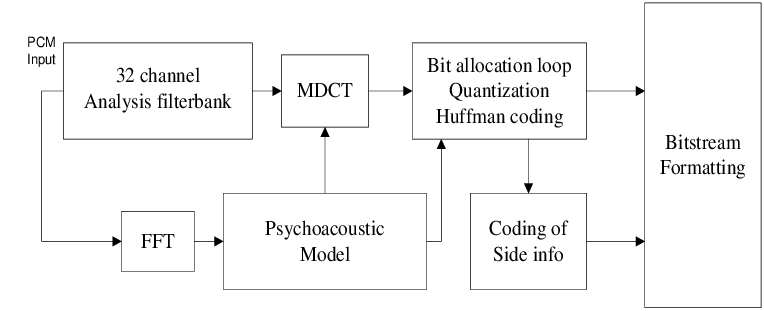 PCM
Input
32 channel
Analysis filterbank
MDCT
Bit allocation loop
Quantization
Huffman coding
Bitstream
Formatting
FFT
Psychoacoustic
Model
Coding of
Side info